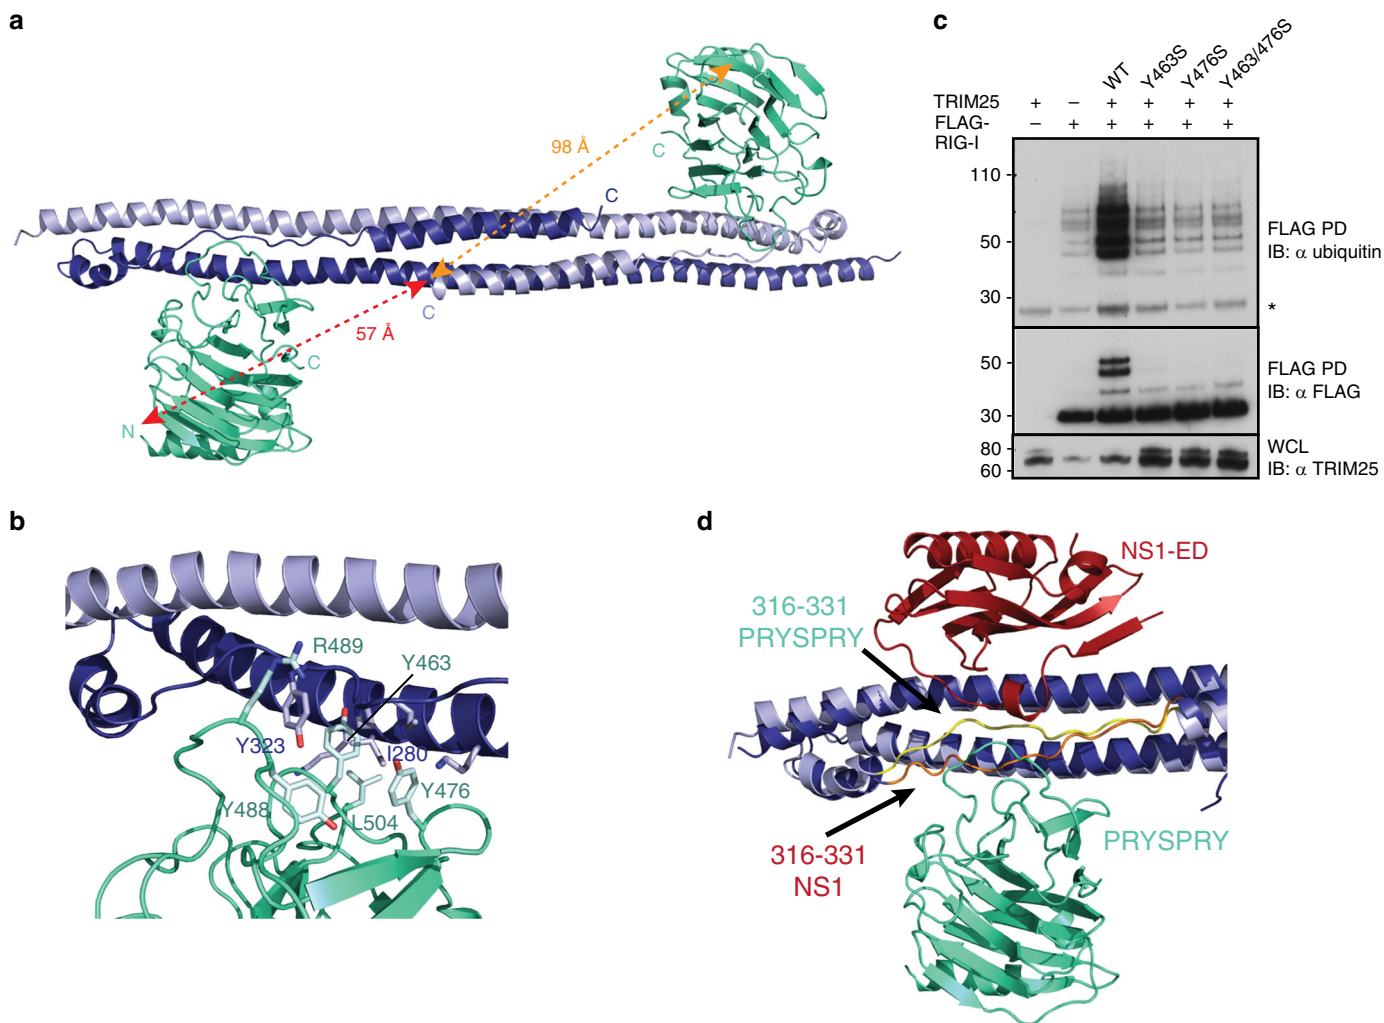 a
98 Å
C
C
C
57 Å
C
N
b
R489
Y463
Y323
I280
Y476
Y488
L504
c
WT
Y463S
Y476S
Y463/476S
TRIM25 + – + + + +
FLAG- – + + + + +
RIG-I
110
50
30
FLAG PD
IB: α ubiquitin
*
50
30
FLAG PD
IB: α FLAG
80
60
WCL
IB: α TRIM25
d
NS1-ED
316-331
PRYSPRY
316-331
NS1
PRYSPRY